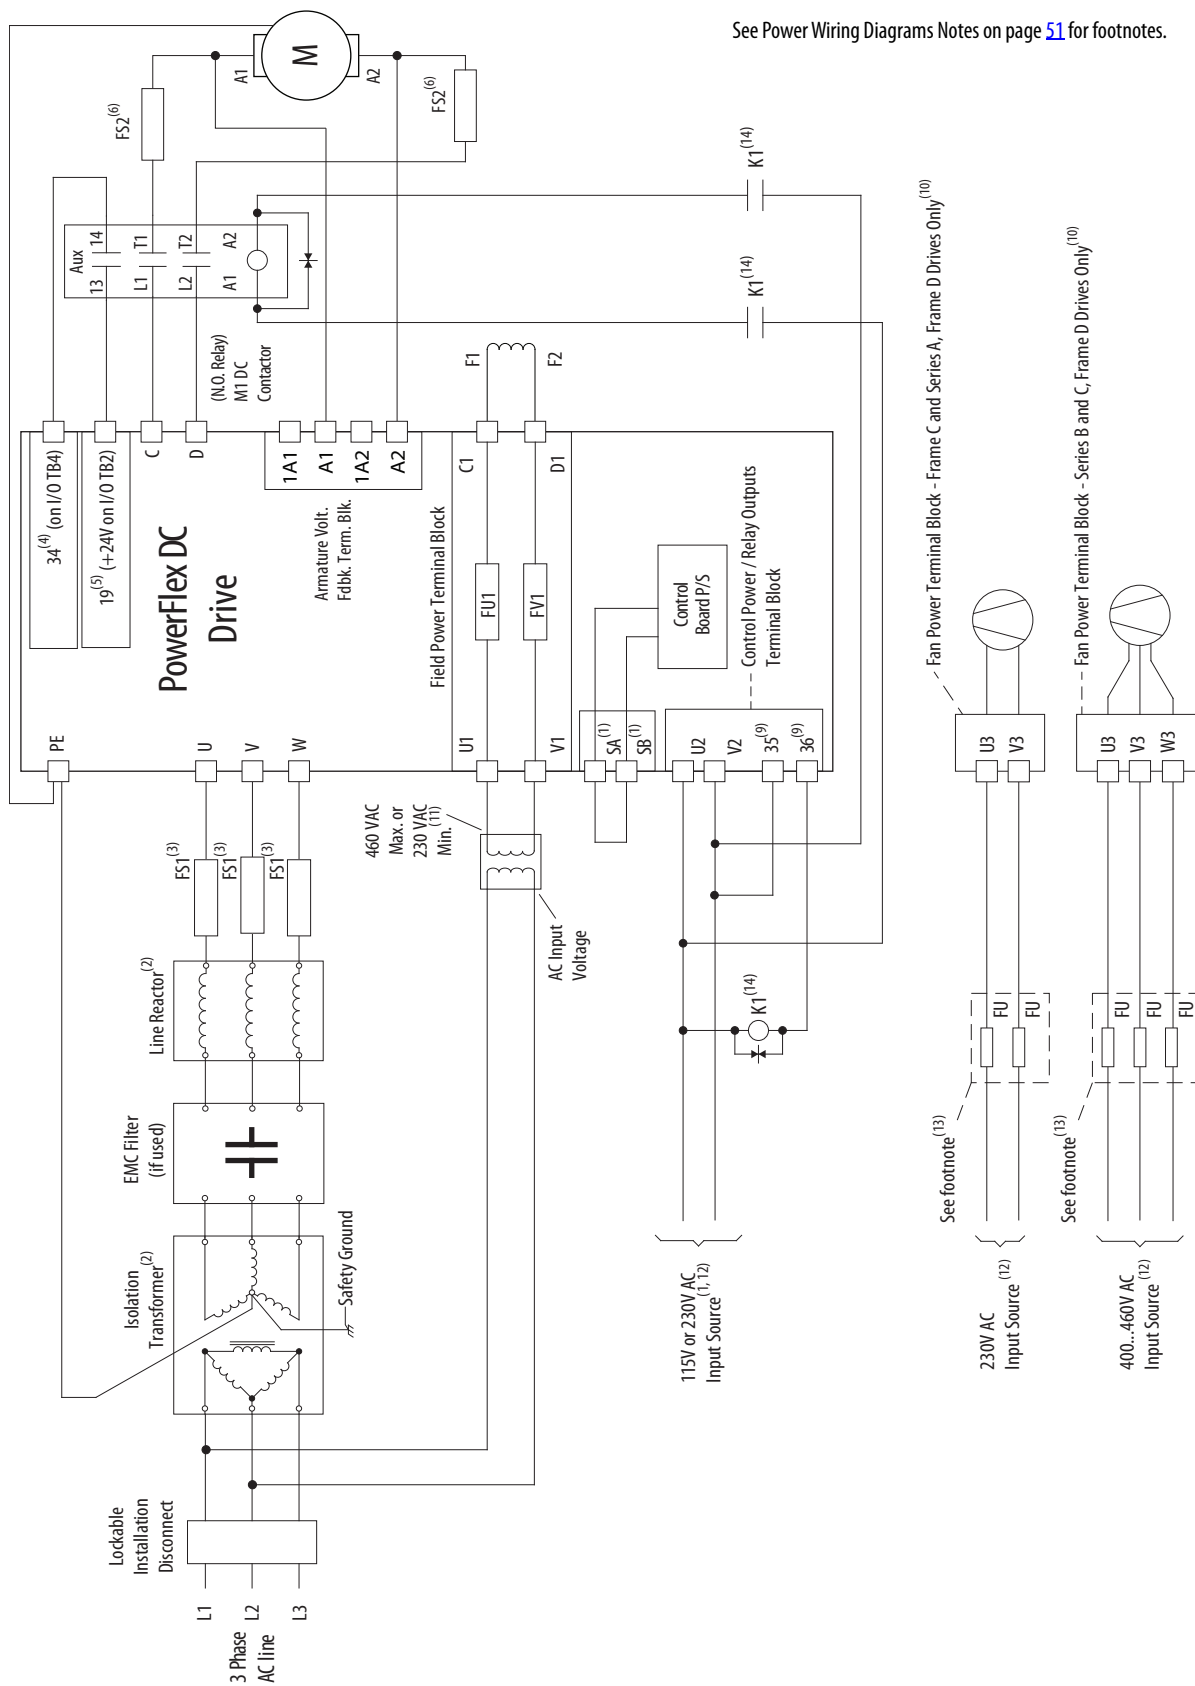 See Power Wiring Diagrams Notes on page 51 for footnotes.
3 Phase
AC line
L1
L2
L3
Lockable
Installation
Disconnect
Isolation
Transformer(2)
Safety Ground
EMC Filter
(if used)
Line Reactor(2)
FS1(3)
FS1(3)
FS1(3)
PE
U
V
W
PowerFlex DC
Drive
34(4) (on I/O TB4)
19(5) (+24V on I/O TB2)
C
D
1A1
A1
1A2
A2
Armature Volt.
Fdbk. Term. Blk.
Aux
13
14
L1
T1
L2
T2
A1
A2
(N.O. Relay)
M1 DC
Contactor
FS2(6)
FS2(6)
A1
M
A2
460 VAC
Max. or
230 VAC
Min.(11)
AC Input
Voltage
Field Power Terminal Block
U1
V1
FU1
FV1
C1
D1
F1
F2
SA(1)
SB(1)
Control
Board P/S
U2
V2
35(9)
36(9)
Control Power / Relay Outputs
Terminal Block
K1(14)
K1(14)
K1(14)
115V or 230V AC
Input Source(1, 12)
Fan Power Terminal Block - Frame C and Series A, Frame D Drives Only(10)
U3
V3
FU
FU
See footnote(13)
230V AC
Input Source(12)
Fan Power Terminal Block - Series B and C, Frame D Drives Only(10)
U3
V3
W3
FU
FU
FU
See footnote(13)
400...460V AC
Input Source(12)